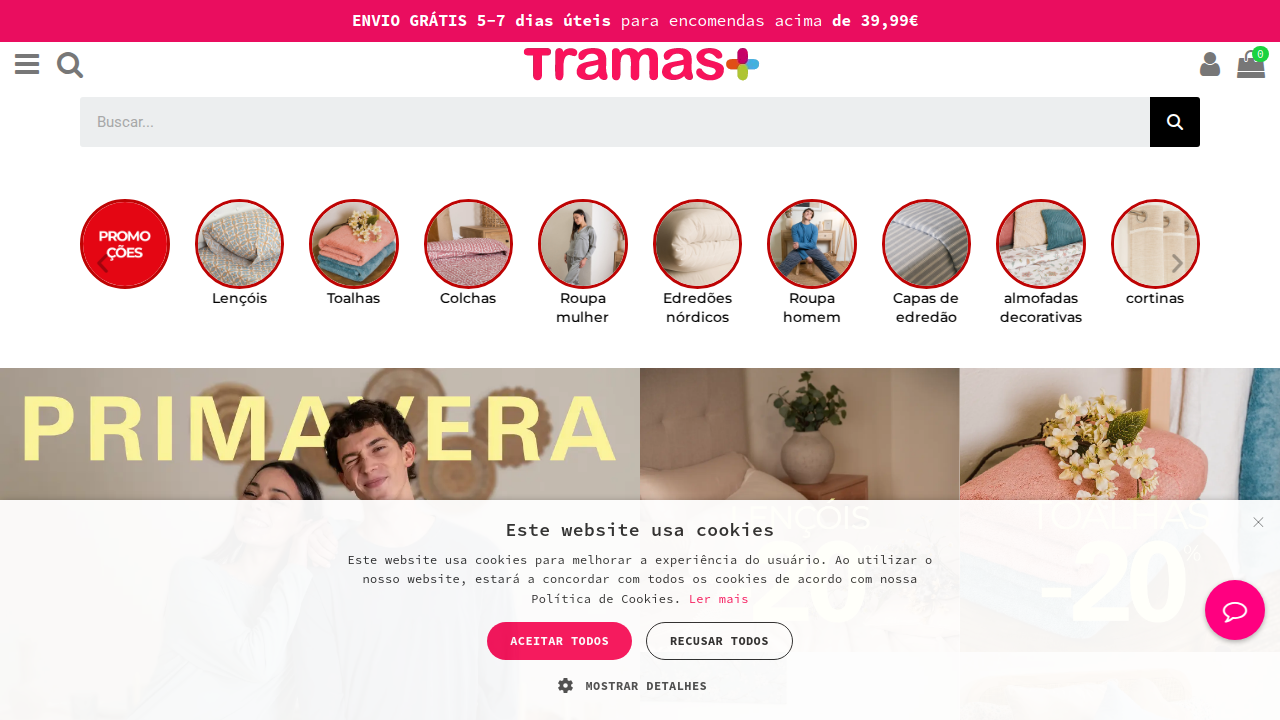 ENVIO GRÁTIS 5-7 dias úteis para encomendas acima de 39,99€
Tramas+
0
Buscar...
PROMO
ÇÕES
Lençóis
Toalhas
Colchas
Roupa
mulher
Edredões
nórdicos
Roupa
homem
Capas de
edredão
almofadas
decorativas
cortinas
PRIMAVERA
LENÇÓIS
20
TOALHAS
-20
Este website usa cookies
Este website usa cookies para melhorar a experiência do usuário. Ao utilizar o
nosso website, estará a concordar com todos os cookies de acordo com nossa
Política de Cookies. Ler mais
ACEITAR TODOS
RECUSAR TODOS
MOSTRAR DETALHES